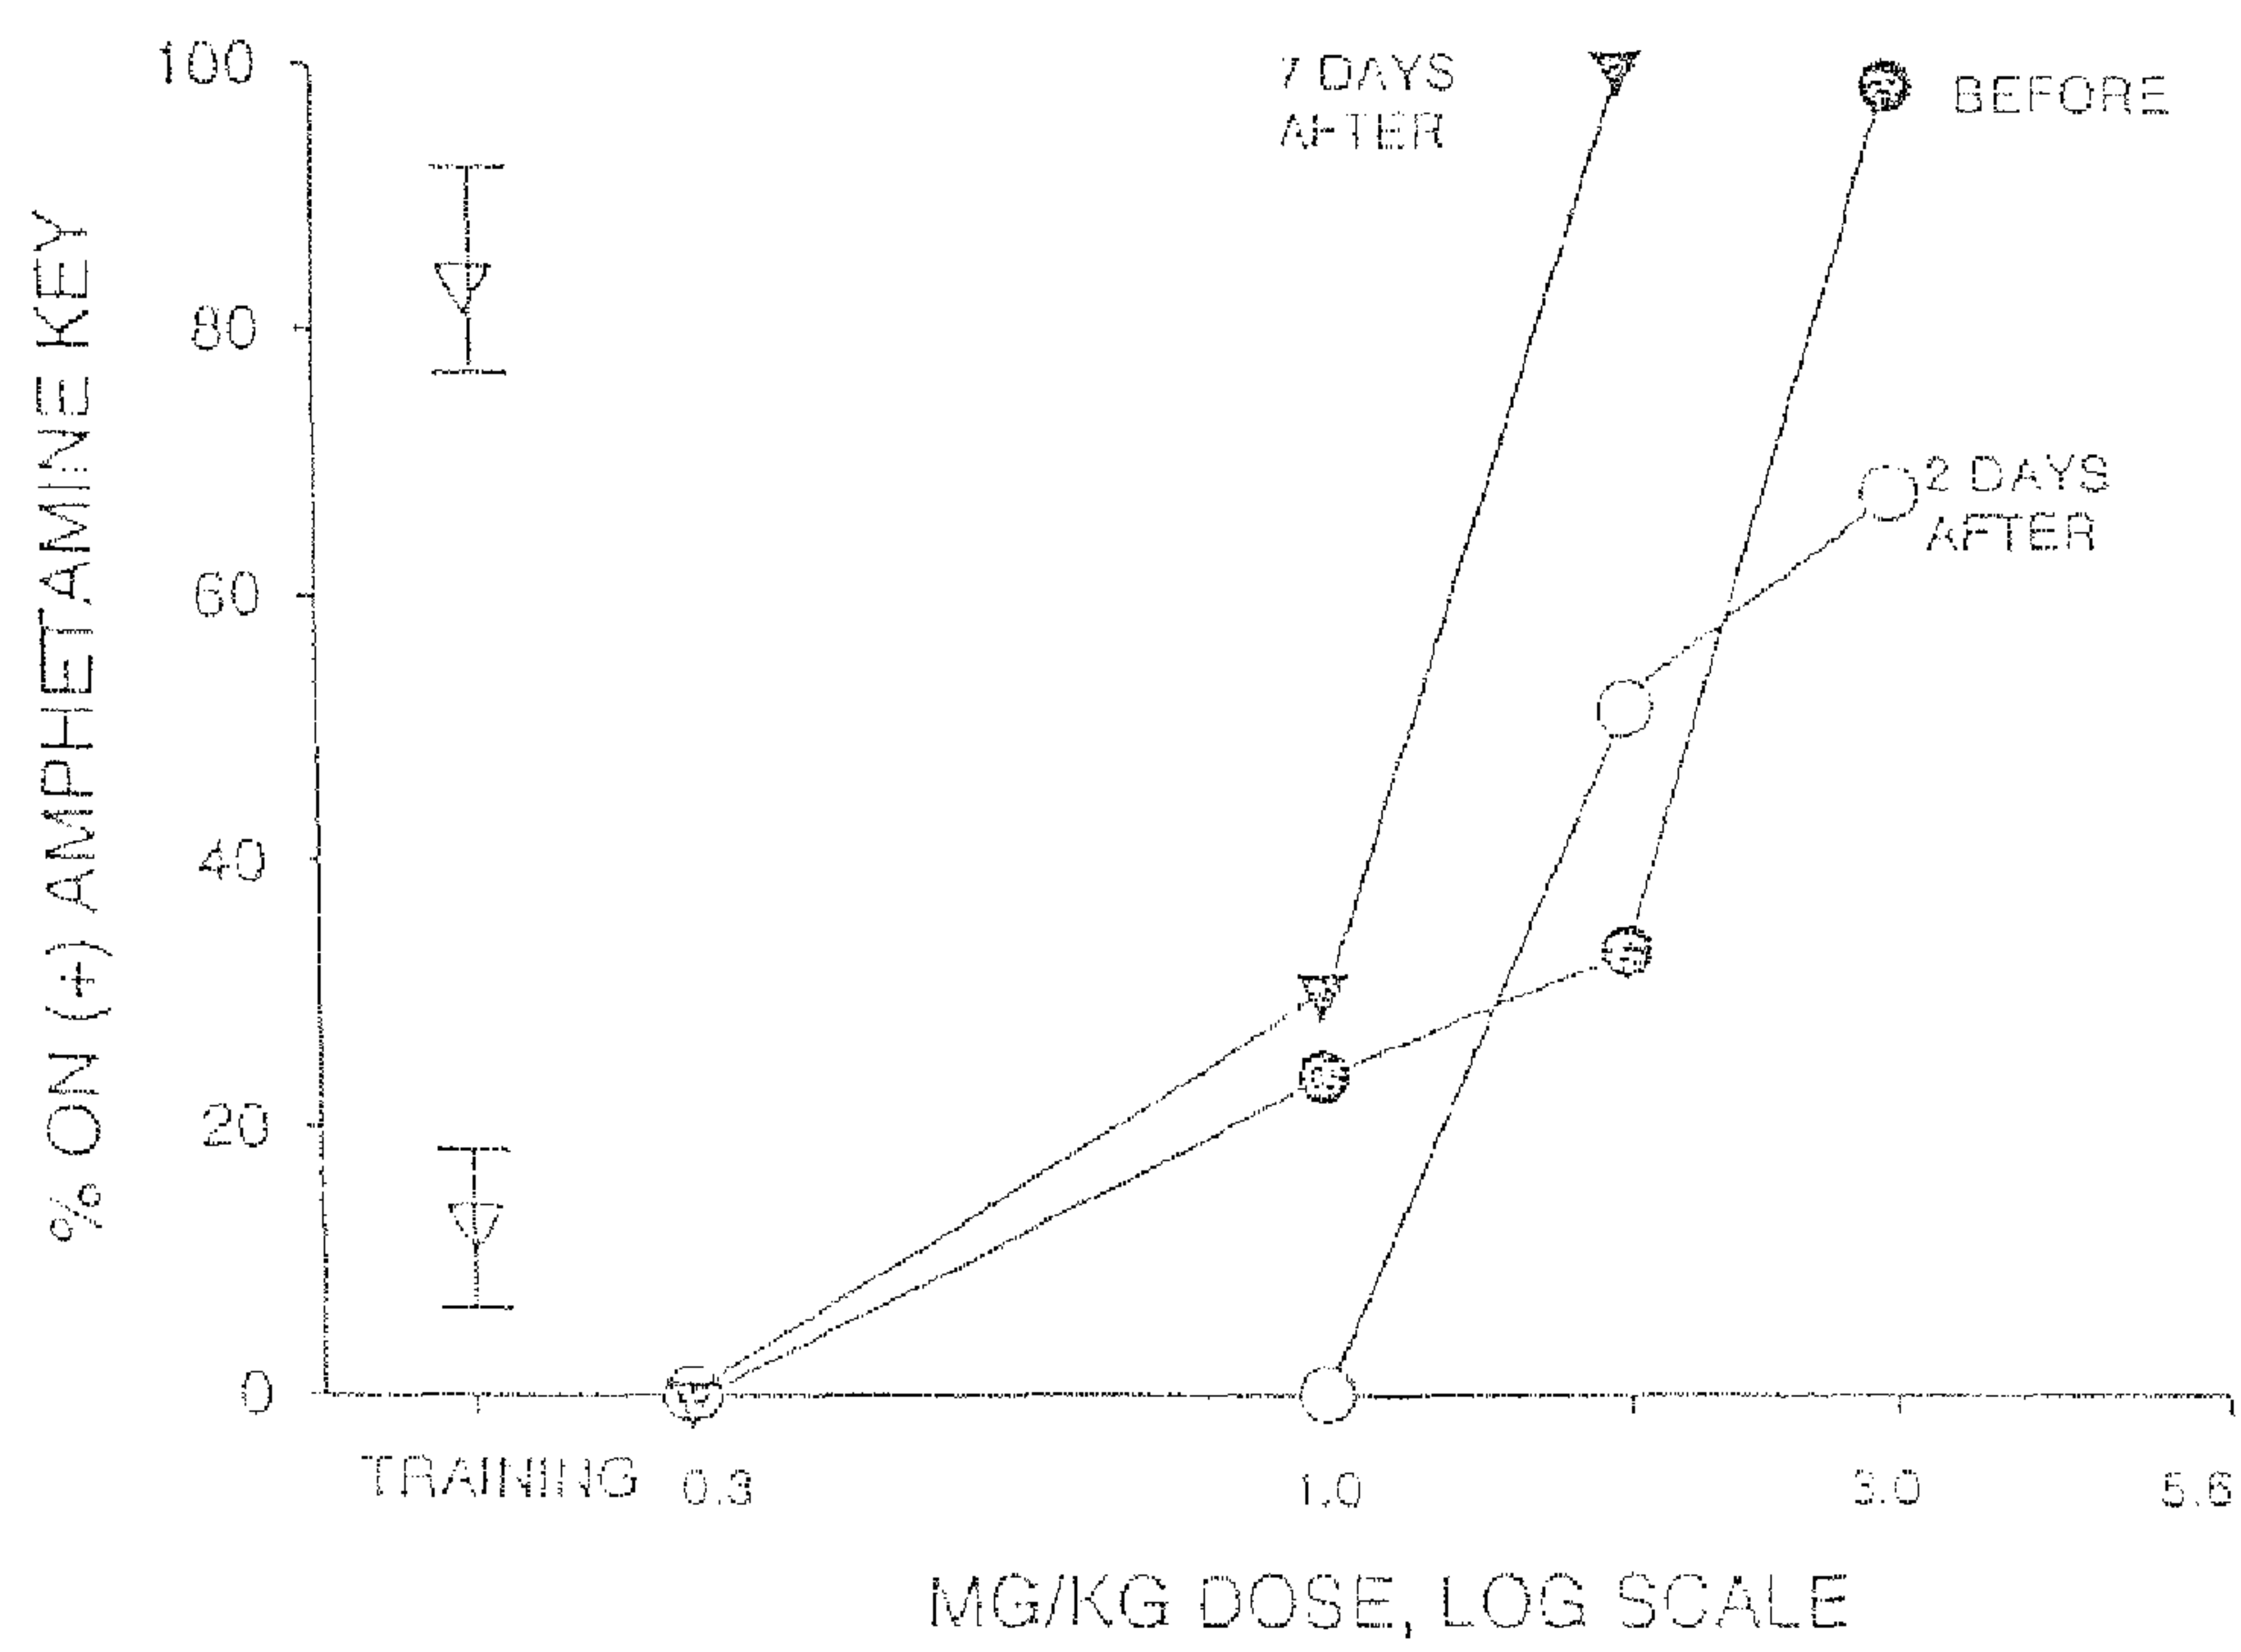 % ON (+) AMPHETAMINE KEY
100
80
60
40
20
0
7 DAYS
AFTER
BEFORE
2 DAYS
AFTER
TRAINING 0.3 1.0 3.0 5.6
MG/KG DOSE, LOG SCALE